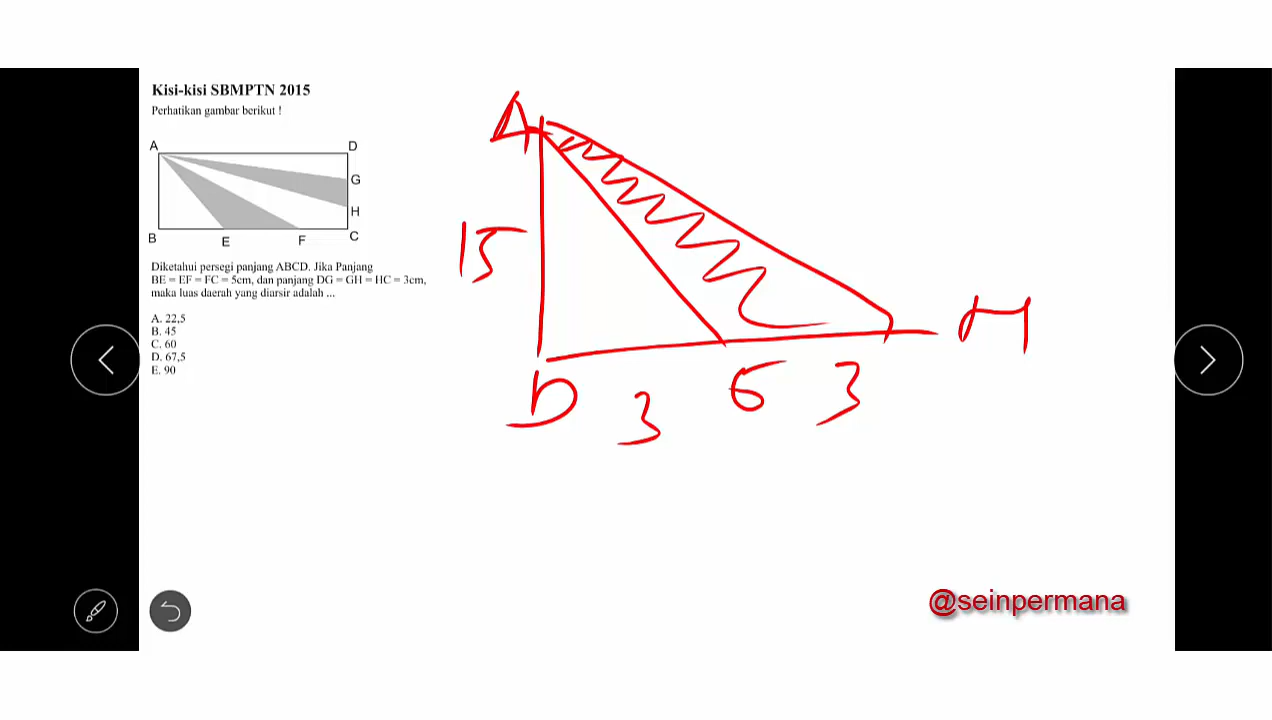 Kisi-kisi SBMPTN 2015
Perhatikan gambar berikut !
A
D
G
H
B
E
F
C
Diketahui persegi panjang ABCD. Jika Panjang
BE = EF = FC = 5cm, dan panjang DG = GH = HC = 3cm,
maka luas daerah yang diarsir adalah ...
A. 22,5
B. 45
C. 60
D. 67,5
E. 90
A
15
D
3
G
3
H
@seinpermana